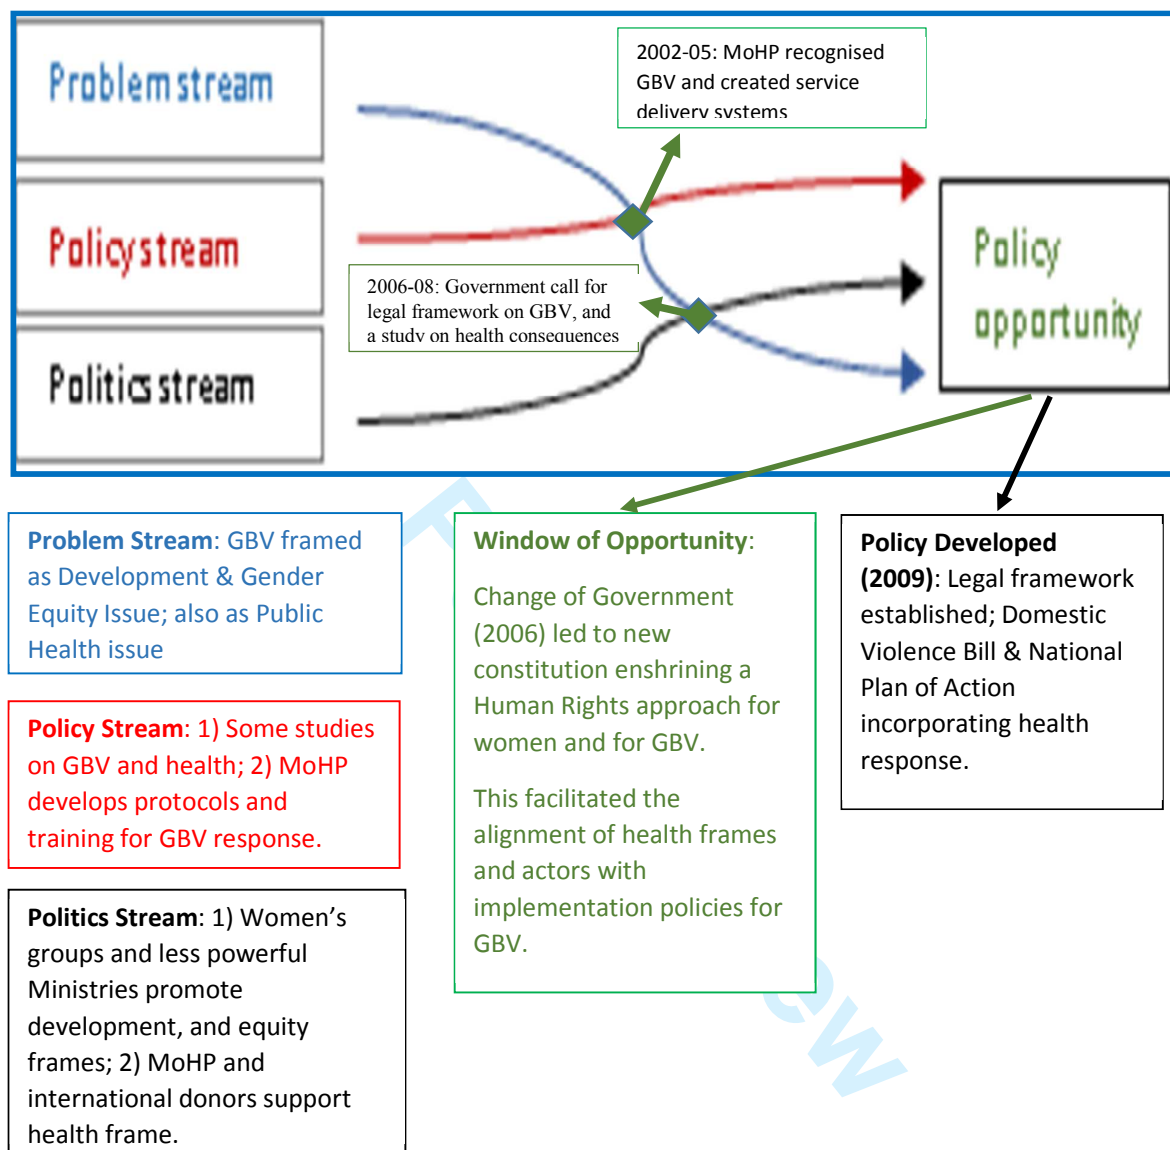 Problem stream
Policy stream
Politics stream
2002-05: MoHP recognised
GBV and created service
delivery systems
2006-08: Government call for
legal framework on GBV, and
a study on health consequences
Policy
opportunity
Problem Stream: GBV framed
as Development & Gender
Equity Issue; also as Public
Health issue
Policy Stream: 1) Some studies
on GBV and health; 2) MoHP
develops protocols and
training for GBV response.
Politics Stream: 1) Women’s
groups and less powerful
Ministries promote
development, and equity
frames; 2) MoHP and
international donors support
health frame.
Window of Opportunity:
Change of Government
(2006) led to new
constitution enshrining a
Human Rights approach for
women and for GBV.
This facilitated the
alignment of health frames
and actors with
implementation policies for
GBV.
Policy Developed
(2009): Legal framework
established; Domestic
Violence Bill & National
Plan of Action
incorporating health
response.